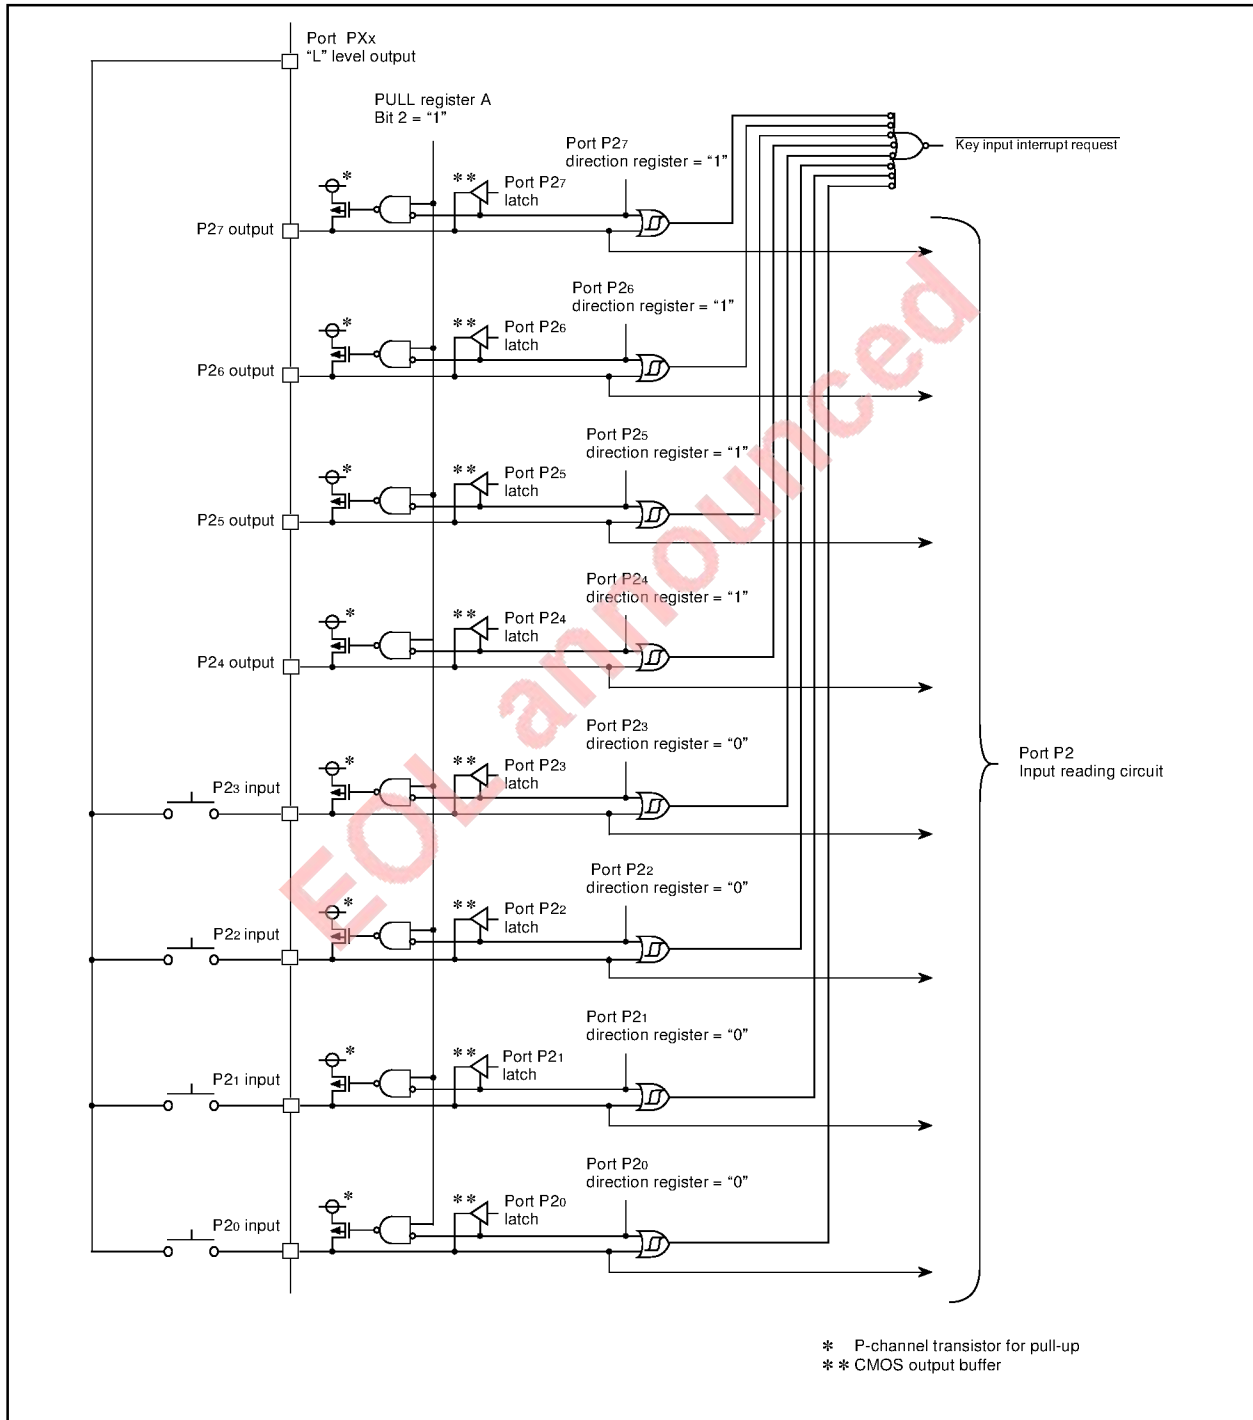 Port PXx
“L” level output
PULL register A
Bit 2 = “1”
Key input interrupt request
Port P27
direction register = “1”
* ** Port P27
latch
P27 output
Port P26
direction register = “1”
* ** Port P26
latch
P26 output
Port P25
direction register = “1”
* ** Port P25
latch
P25 output
Port P24
direction register = “1”
* ** Port P24
latch
P24 output
Port P23
direction register = “0”
* ** Port P23
latch
P23 input
Port P2
Input reading circuit
Port P22
direction register = “0”
* ** Port P22
latch
P22 input
Port P21
direction register = “0”
* ** Port P21
latch
P21 input
Port P20
direction register = “0”
* ** Port P20
latch
P20 input
* P-channel transistor for pull-up
** CMOS output buffer
EOL announced